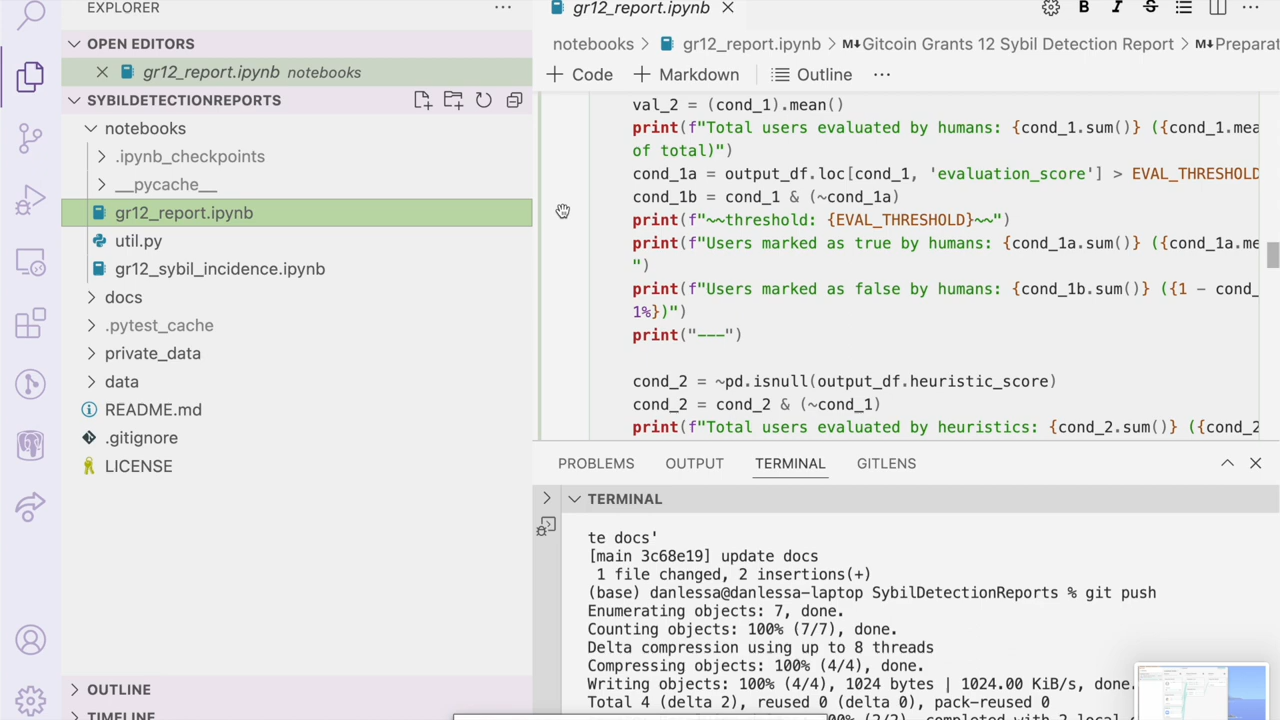 EXPLORER
OPEN EDITORS
gr12_report.ipynb notebooks
SYBILDETECTIONREPORTS
notebooks
.ipynb_checkpoints
__pycache__
gr12_report.ipynb
util.py
gr12_sybil_incidence.ipynb
docs
.pytest_cache
private_data
data
README.md
.gitignore
LICENSE
OUTLINE
TIMELINE
gr12_report.ipynb
notebooks > gr12_report.ipynb > M↓Gitcoin Grants 12 Sybil Detection Report > M↓Preparat
+ Code + Markdown Outline ...
val_2 = (cond_1).mean()
print(f"Total users evaluated by humans: {cond_1.sum()} ({cond_1.mea
of total)")
cond_1a = output_df.loc[cond_1, 'evaluation_score'] > EVAL_THRESHOLD
cond_1b = cond_1 & (~cond_1a)
print(f"~~threshold: {EVAL_THRESHOLD}~~")
print(f"Users marked as true by humans: {cond_1a.sum()} ({cond_1a.me
")
print(f"Users marked as false by humans: {cond_1b.sum()} ({1 - cond_
1%})")
print("---")
cond_2 = ~pd.isnull(output_df.heuristic_score)
cond_2 = cond_2 & (~cond_1)
print(f"Total users evaluated by heuristics: {cond_2.sum()} ({cond_2
PROBLEMS OUTPUT TERMINAL GITLENS
TERMINAL
te docs'
[main 3c68e19] update docs
1 file changed, 2 insertions(+)
(base) danlessa@danlessa-laptop SybilDetectionReports % git push
Enumerating objects: 7, done.
Counting objects: 100% (7/7), done.
Delta compression using up to 8 threads
Compressing objects: 100% (4/4), done.
Writing objects: 100% (4/4), 1024 bytes | 1024.00 KiB/s, done.
Total 4 (delta 2), reused 0 (delta 0), pack-reused 0